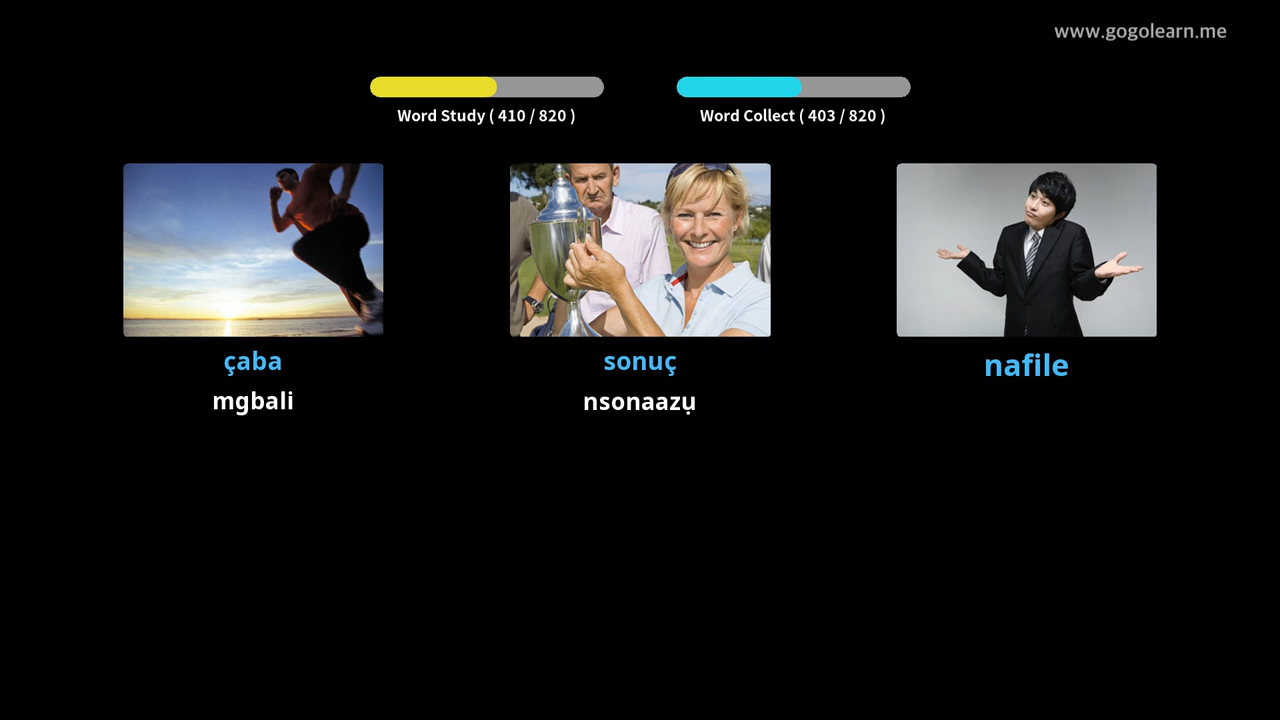 www.gogolearn.me
Word Study ( 410 / 820 )
Word Collect ( 403 / 820 )
çaba
mgbali
sonuç
nsonaazụ
nafile